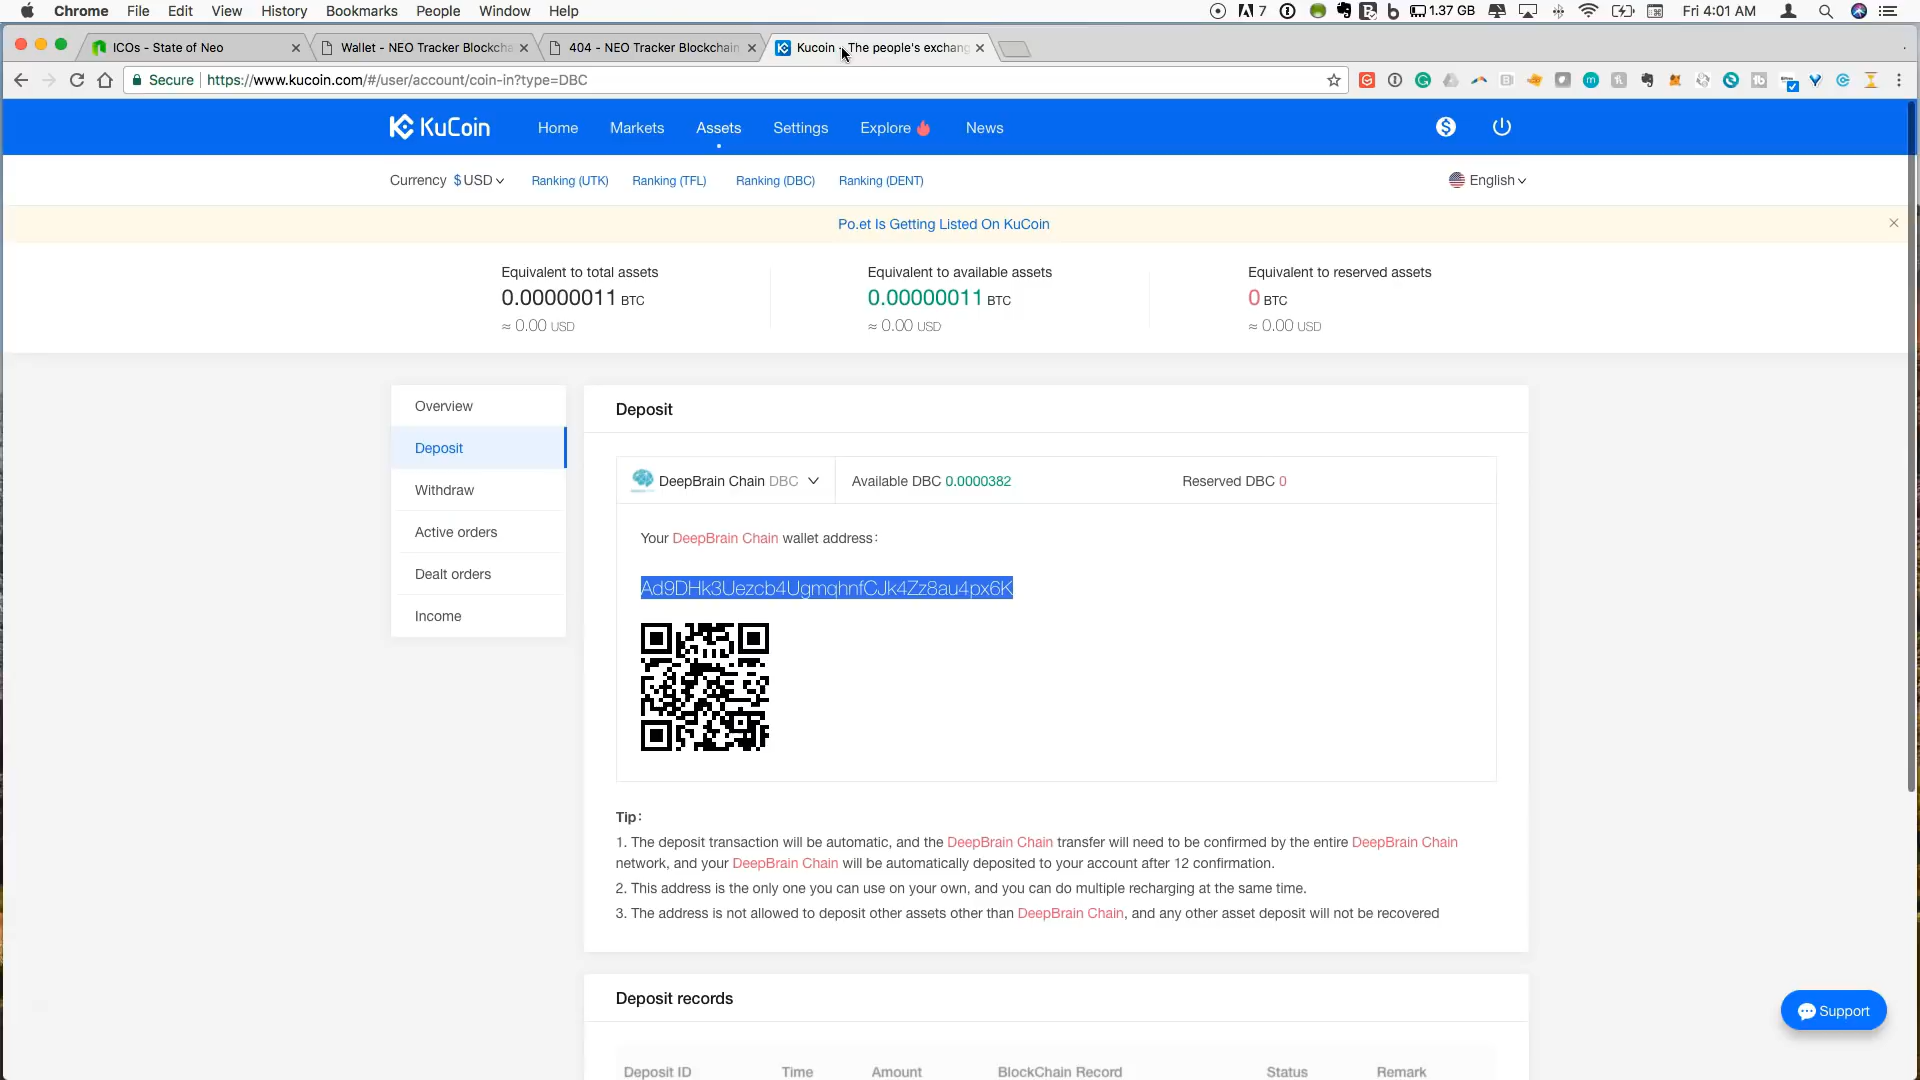 Chrome File Edit View History Bookmarks People Window Help
7 1.37 GB Fri 4:01 AM
ICOs - State of Neo
Wallet - NEO Tracker Blockcha
404 - NEO Tracker Blockchain
Kucoin - The people's exchang
Secure https://www.kucoin.com/#/user/account/coin-in?type=DBC
KuCoin Home Markets Assets Settings Explore News
Currency $ USD Ranking (UTK) Ranking (TFL) Ranking (DBC) Ranking (DENT) English
Po.et Is Getting Listed On KuCoin
Equivalent to total assets
0.00000011 BTC
≈ 0.00 USD
Equivalent to available assets
0.00000011 BTC
≈ 0.00 USD
Equivalent to reserved assets
0 BTC
≈ 0.00 USD
Overview
Deposit
Withdraw
Active orders
Dealt orders
Income
Deposit
DeepBrain Chain DBC Available DBC 0.0000382 Reserved DBC 0
Your DeepBrain Chain wallet address:
Ad9DHk3Uezcb4UgmqhnfCJk4Zz8au4px6K
Tip:
1. The deposit transaction will be automatic, and the DeepBrain Chain transfer will need to be confirmed by the entire DeepBrain Chain
network, and your DeepBrain Chain will be automatically deposited to your account after 12 confirmation.
2. This address is the only one you can use on your own, and you can do multiple recharging at the same time.
3. The address is not allowed to deposit other assets other than DeepBrain Chain, and any other asset deposit will not be recovered
Deposit records
Deposit ID Time Amount BlockChain Record Status Remark
Support